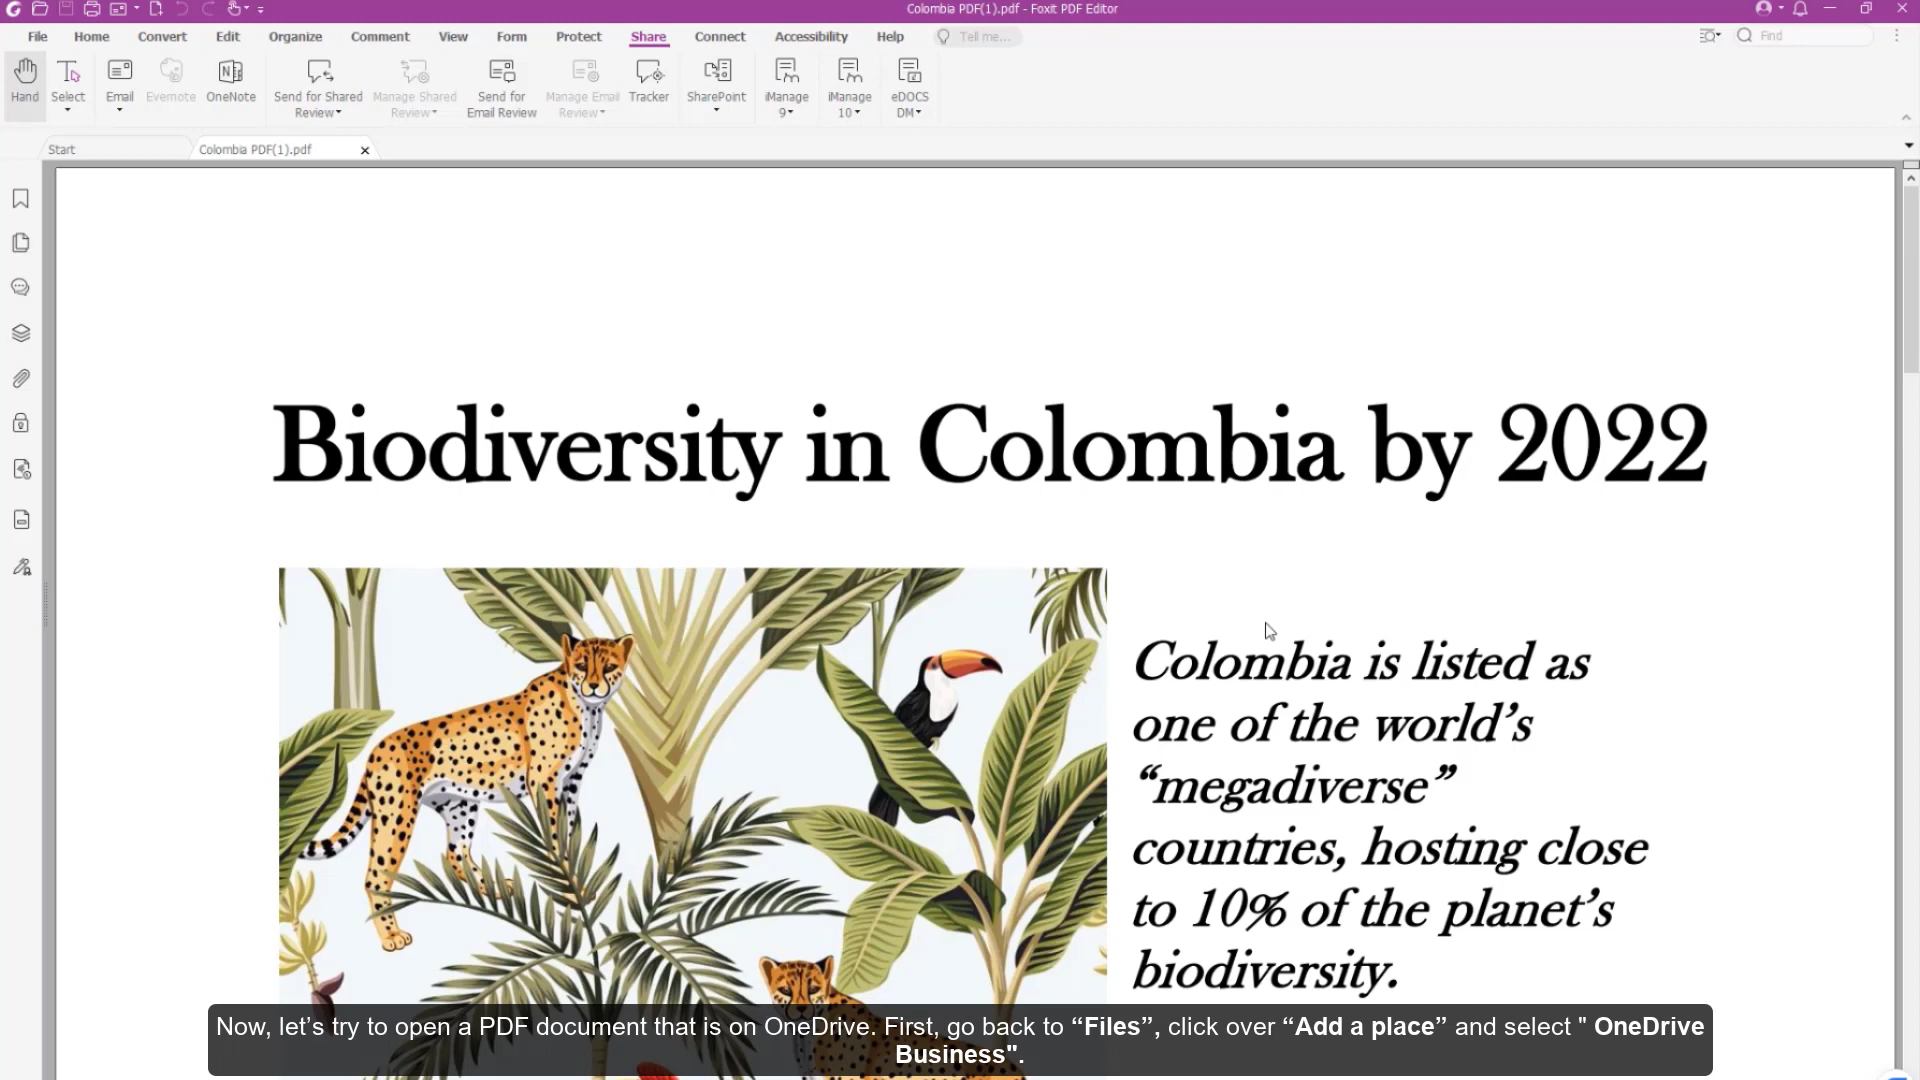 Colombia PDF(1).pdf - Foxit PDF Editor
File Home Convert Edit Organize Comment View Form Protect Share Connect Accessibility Help Tell me... Find
Hand Select Email Evernote OneNote Send for Shared Review Manage Shared Review Send for Email Review Manage Email Review Tracker SharePoint iManage 9 iManage 10 eDOCS DM
Start Colombia PDF(1).pdf
Biodiversity in Colombia by 2022
Colombia is listed as
one of the world’s
“megadiverse”
countries, hosting close
to 10% of the planet’s
biodiversity.
Now, let’s try to open a PDF document that is on OneDrive. First, go back to “Files”, click over “Add a place” and select " OneDrive
Business".